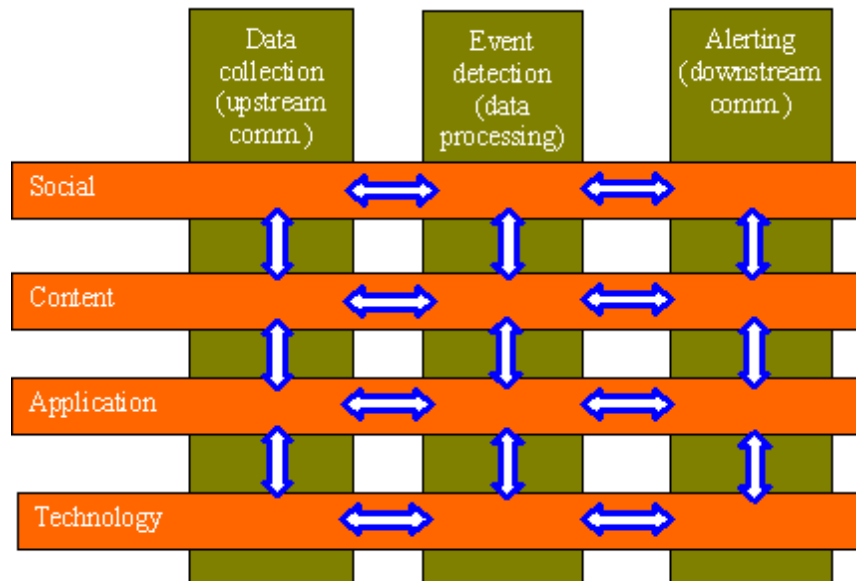 Data
collection
(upstream
comm.)
Event
detection
(data
processing)
Alerting
(downstream
comm.)
Social
Content
Application
Technology